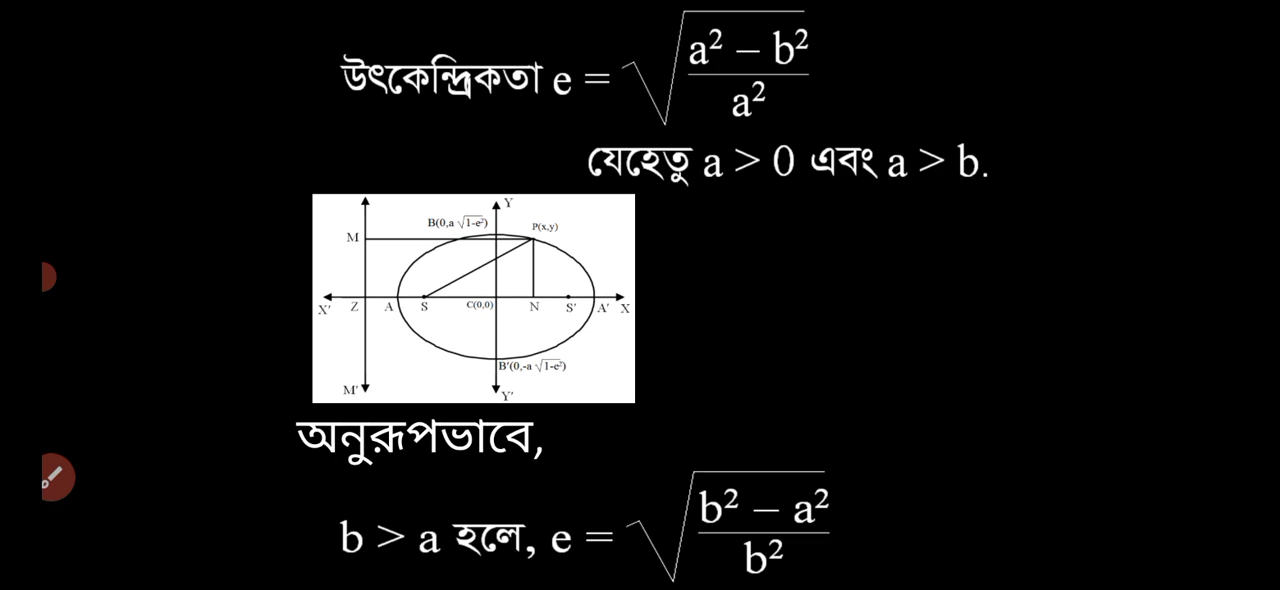 উৎকেন্দ্রিকতা e = √((a² – b²)/a²)
যেহেতু a > 0 এবং a > b.
Y
B(0,a √1-e²)
P(x,y)
M
X' Z A S C(0,0) N S' A' X
B'(0,-a √1-e²)
M'
Y'
অনুরূপভাবে,
b > a হলে, e = √((b² – a²)/b²)